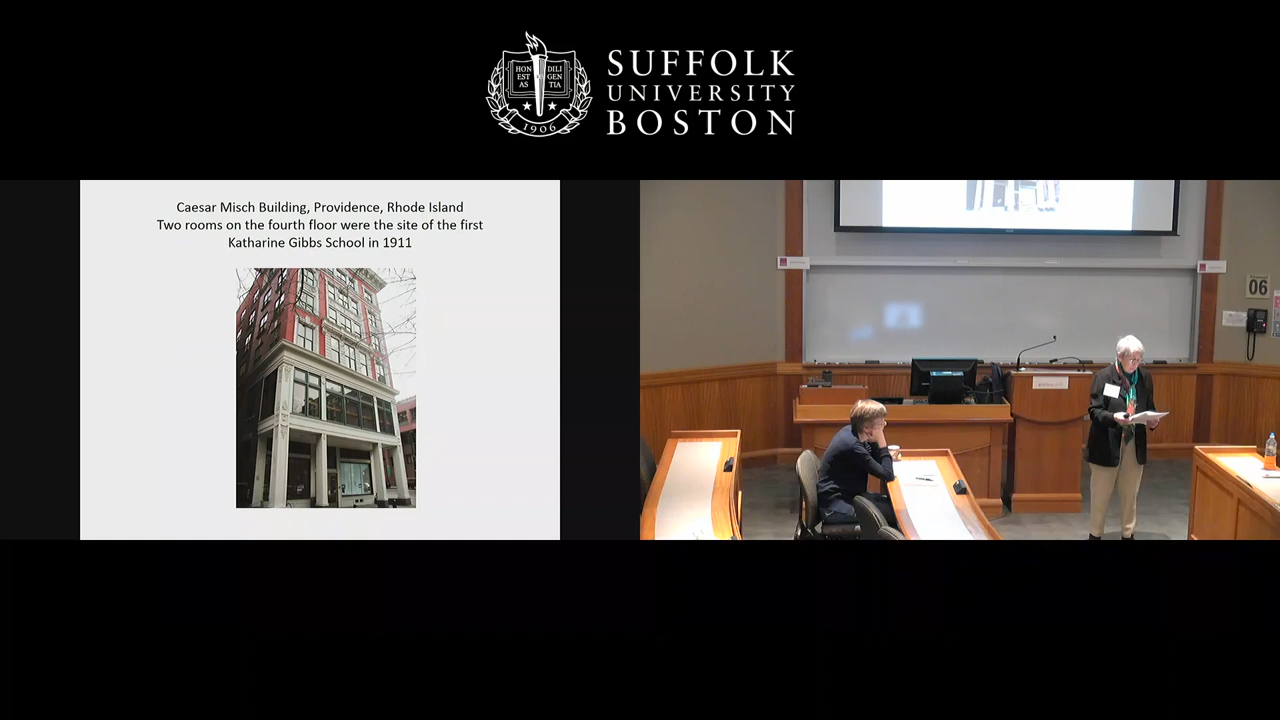 HON
EST
AS
DILI
GEN
TIA
1906
SUFFOLK
UNIVERSITY
BOSTON
Caesar Misch Building, Providence, Rhode Island
Two rooms on the fourth floor were the site of the first
Katharine Gibbs School in 1911
06